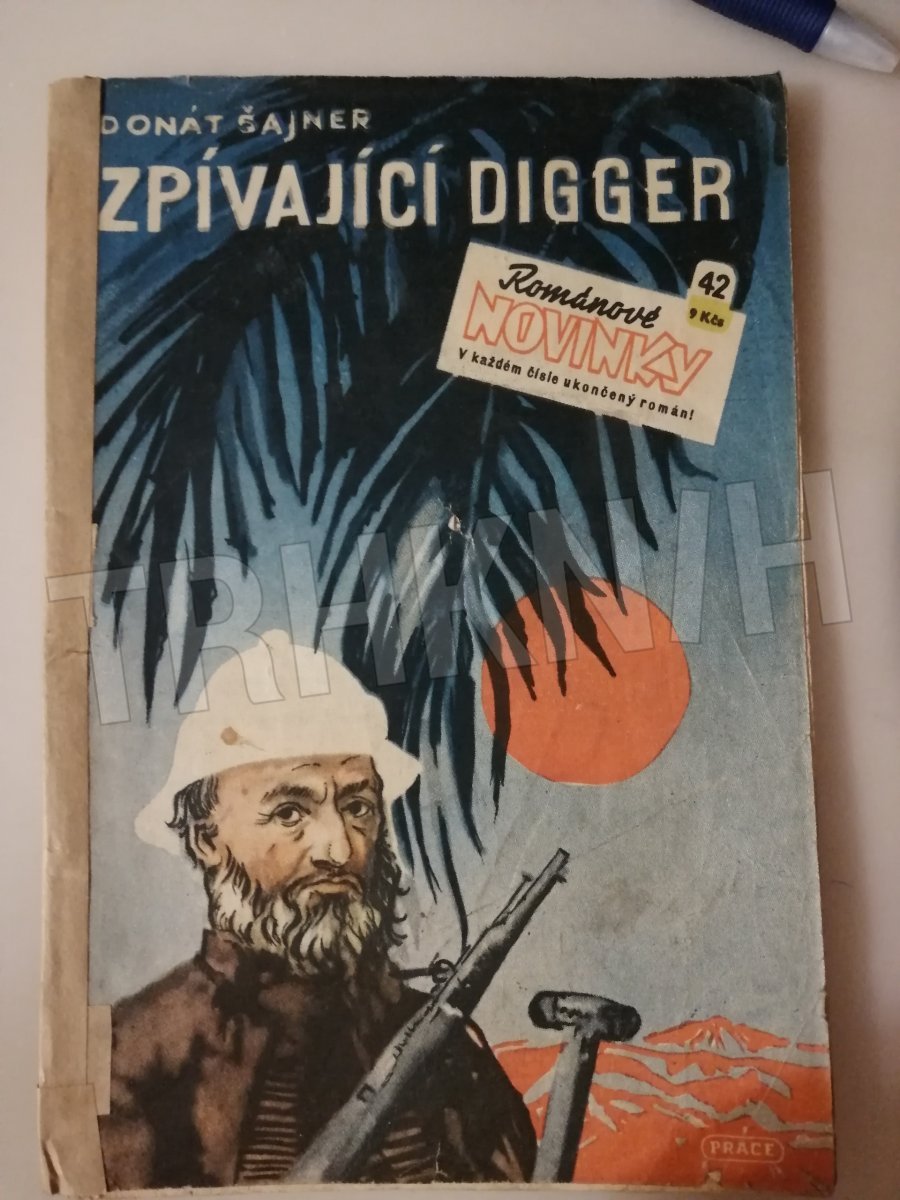 DONÁT ŠAJNER
ZPÍVAJÍCÍ DIGGER
42
9 Kčs
Románové
NOVINKY
V každém čísle ukončený román!
TRHKNIH
PRÁCE